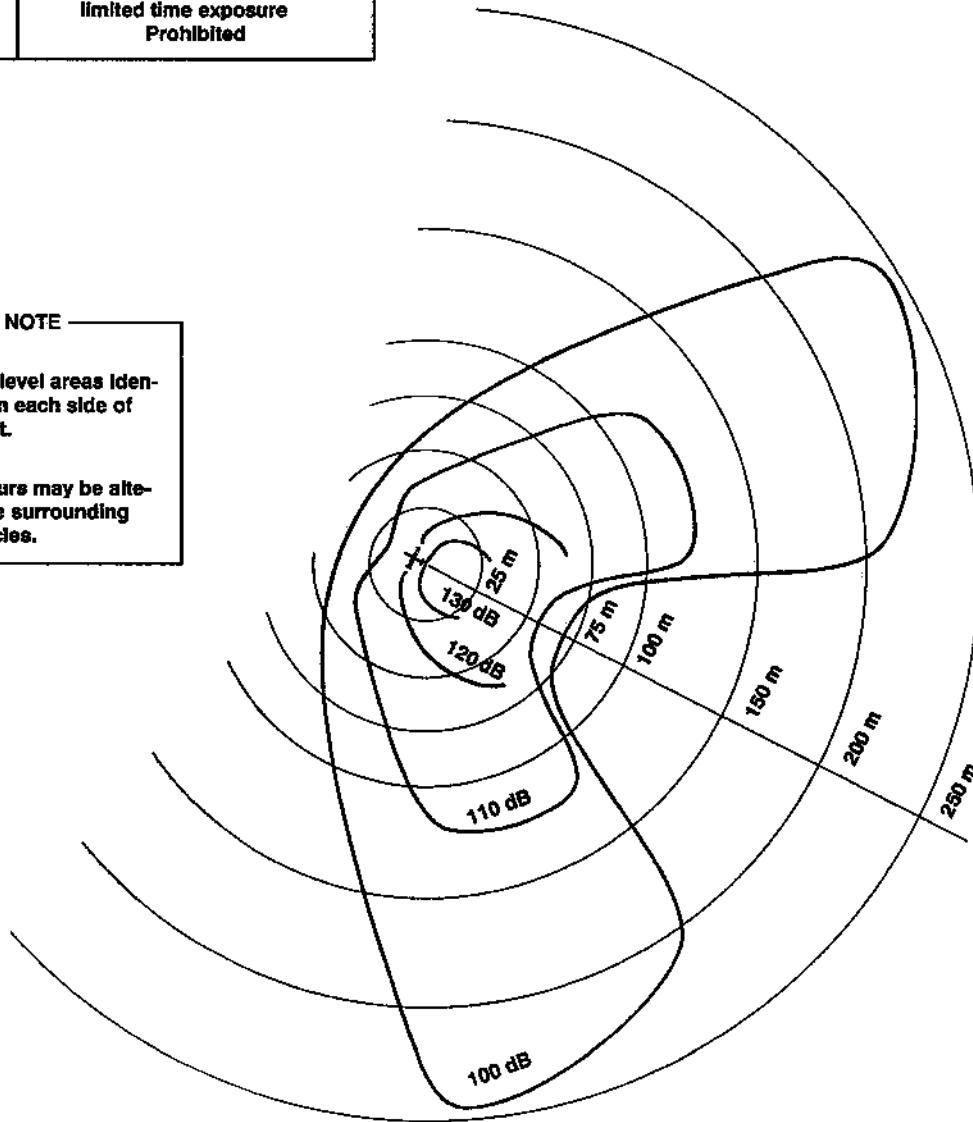 limited time exposure
Prohibited
NOTE
level areas iden-
n each side of
t.
urs may be alte-
e surrounding
cles.
25 m
130 dB
120 dB
75 m
100 m
150 m
200 m
250 m
110 dB
100 dB